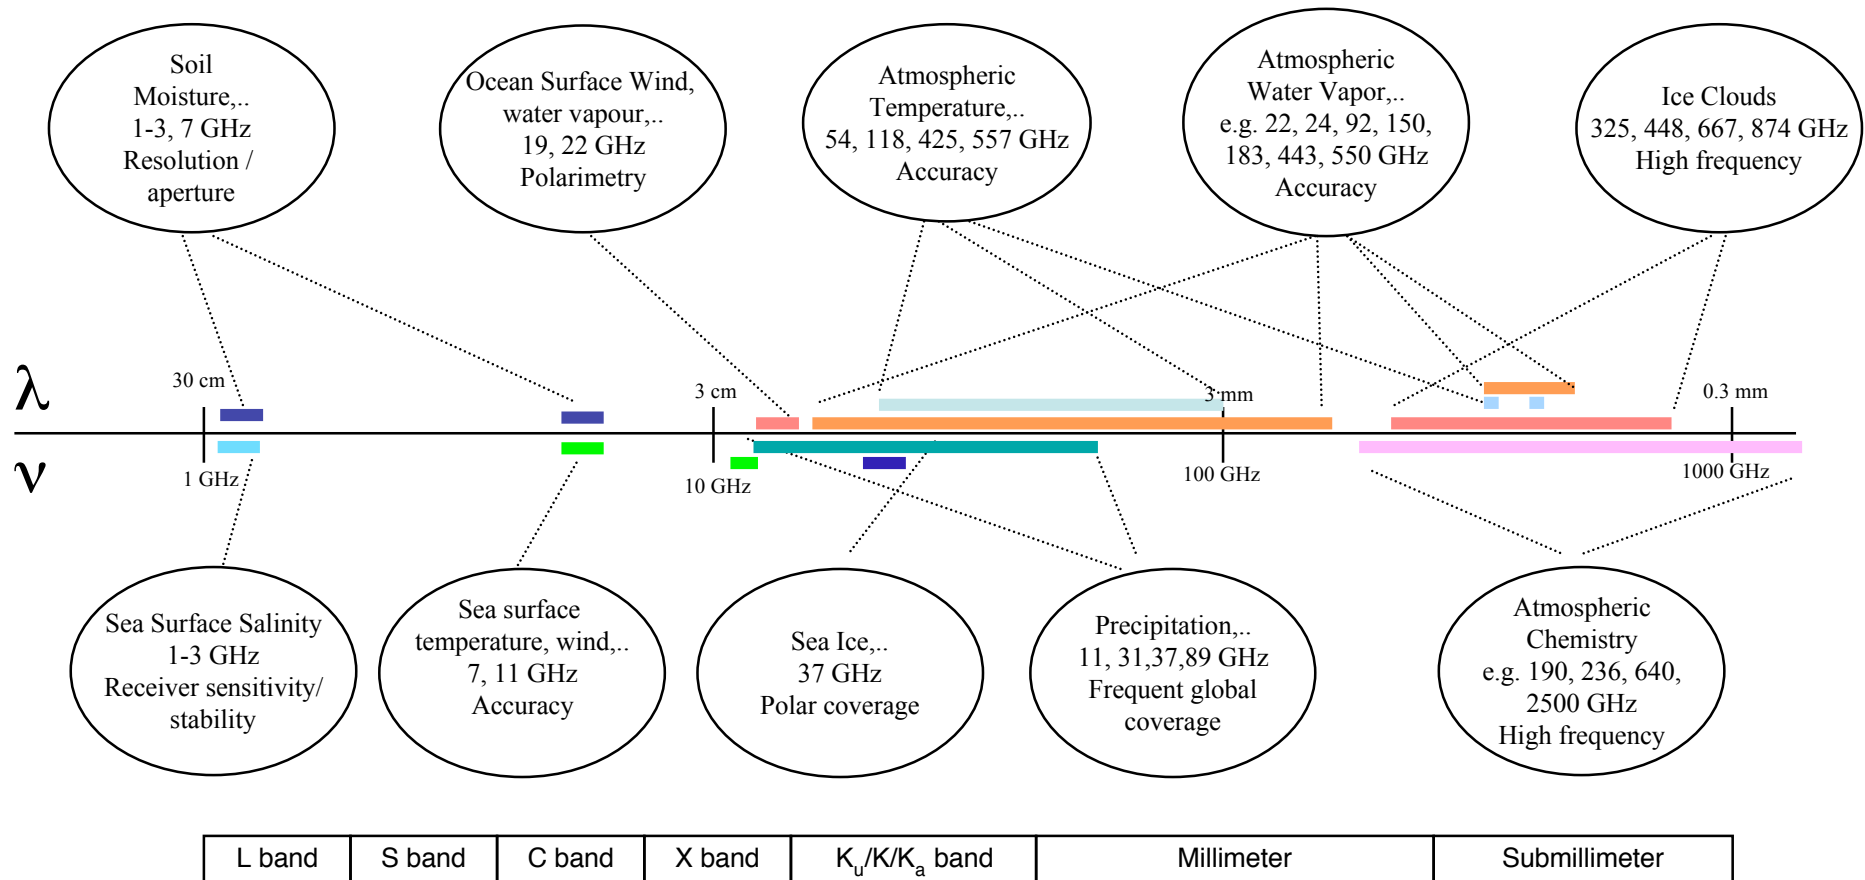 Soil
Moisture,..
1-3, 7 GHz
Resolution /
aperture
Ocean Surface Wind,
water vapour,..
19, 22 GHz
Polarimetry
Atmospheric
Temperature,..
54, 118, 425, 557 GHz
Accuracy
Atmospheric
Water Vapor,..
e.g. 22, 24, 92, 150,
183, 443, 550 GHz
Accuracy
Ice Clouds
325, 448, 667, 874 GHz
High frequency
λ
30 cm
3 cm
3 mm
0.3 mm
ν
1 GHz
10 GHz
100 GHz
1000 GHz
Sea Surface Salinity
1-3 GHz
Receiver sensitivity/
stability
Sea surface
temperature, wind,..
7, 11 GHz
Accuracy
Sea Ice,..
37 GHz
Polar coverage
Precipitation,..
11, 31,37,89 GHz
Frequent global
coverage
Atmospheric
Chemistry
e.g. 190, 236, 640,
2500 GHz
High frequency
L band
S band
C band
X band
Ku/K/Ka band
Millimeter
Submillimeter